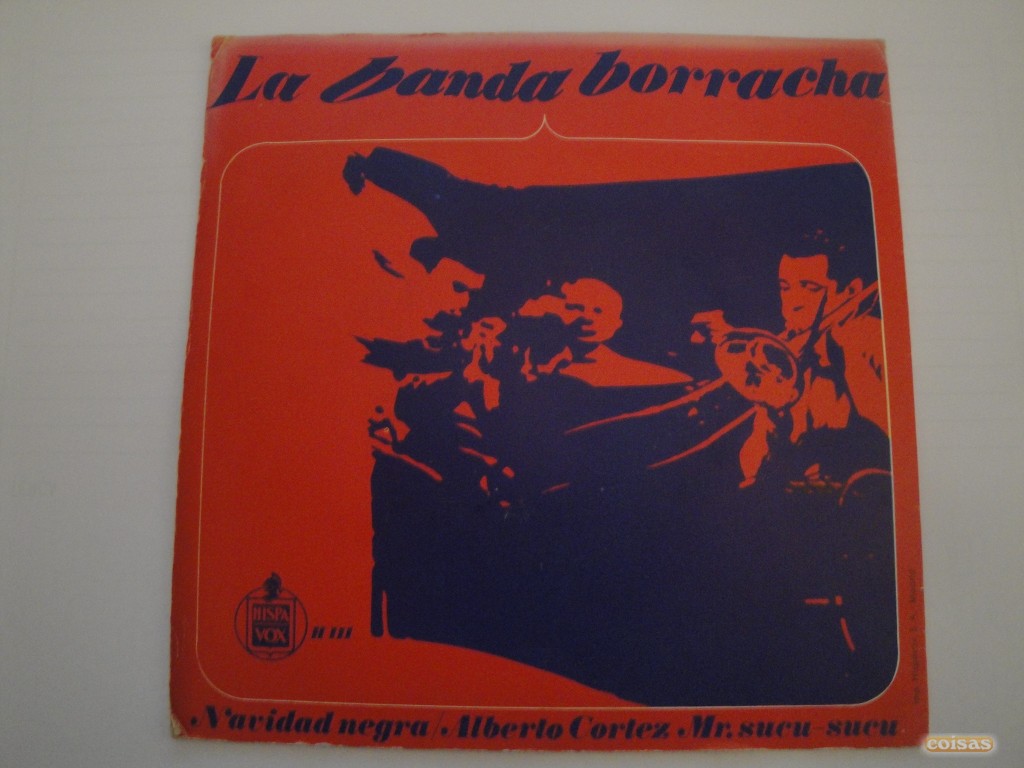 La banda borracha
HISPA
VOX
H 111
Navidad negra/Alberto Cortez Mr. sucu-sucu
coisas